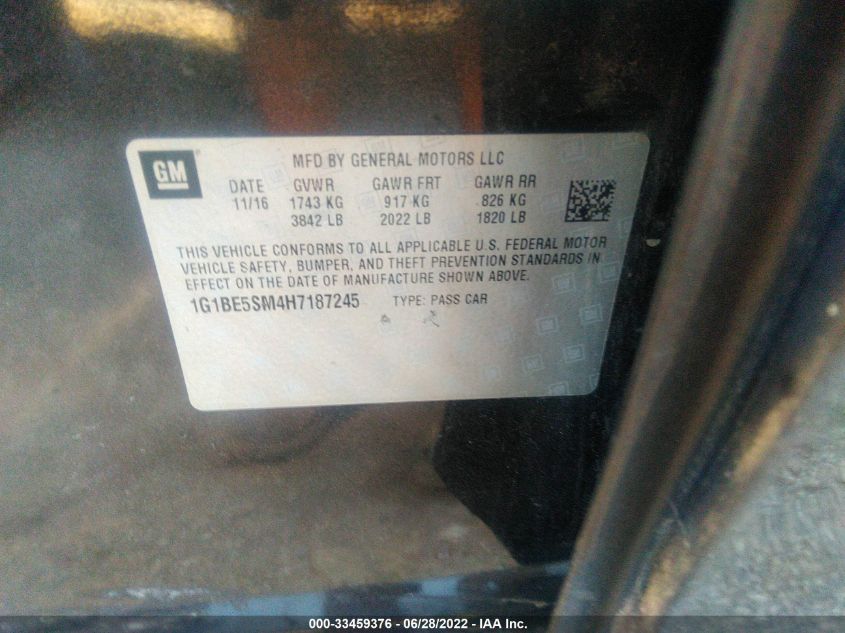 GM
MFD BY GENERAL MOTORS LLC
DATE GVWR GAWR FRT GAWR RR
11/16 1743 KG 917 KG 826 KG
3842 LB 2022 LB 1820 LB
THIS VEHICLE CONFORMS TO ALL APPLICABLE U.S. FEDERAL MOTOR
VEHICLE SAFETY, BUMPER, AND THEFT PREVENTION STANDARDS IN
EFFECT ON THE DATE OF MANUFACTURE SHOWN ABOVE.
1G1BE5SM4H7187245 TYPE: PASS CAR
000-33459376 - 06/28/2022 - IAA Inc.